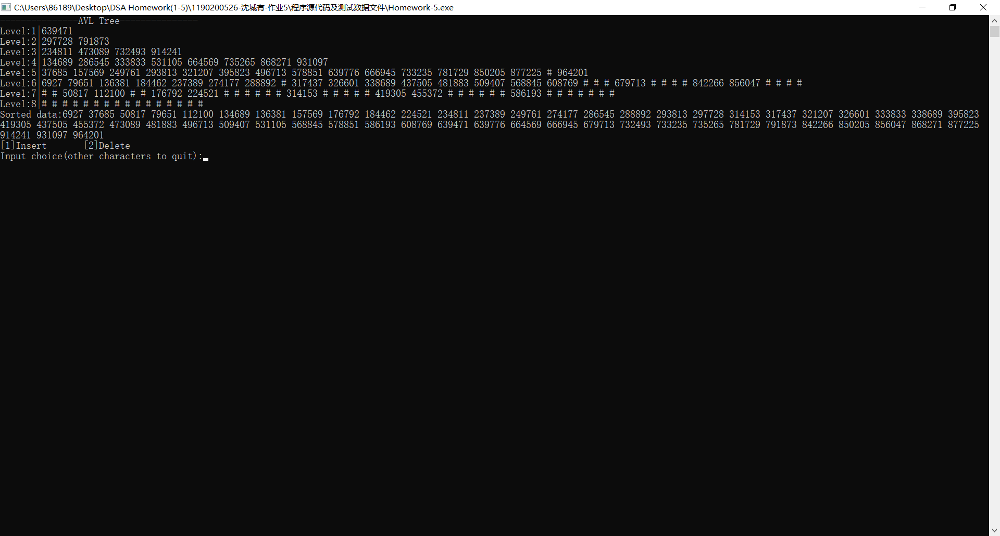 C:\Users\86189\Desktop\DSA Homework(1-5)\1190200526-沈城有-作业5\程序源代码及测试数据文件\Homework-5.exe
---------------AVL Tree---------------
Level:1|639471
Level:2|297728 791873
Level:3|234811 473089 732493 914241
Level:4|134689 286545 333833 531105 664569 735265 868271 931097
Level:5|37685 157569 249761 293813 321207 395823 496713 578851 639776 666945 733235 781729 850205 877225 # 964201
Level:6|6927 79651 136381 184462 237389 274177 288892 # 317437 326601 338689 437505 481883 509407 568845 608769 # # # 679713 # # # # 842266 856047 # # # #
Level:7|# # 50817 112100 # # 176792 224521 # # # # # # 314153 # # # # # 419305 455372 # # # # # # 586193 # # # # # # #
Level:8|# # # # # # # # # # # # # # # #
Sorted data:6927 37685 50817 79651 112100 134689 136381 157569 176792 184462 224521 234811 237389 249761 274177 286545 288892 293813 297728 314153 317437 321207 326601 333833 338689 395823
419305 437505 455372 473089 481883 496713 509407 531105 568845 578851 586193 608769 639471 639776 664569 666945 679713 732493 733235 735265 781729 791873 842266 850205 856047 868271 877225
914241 931097 964201
[1]Insert [2]Delete
Input choice(other characters to quit):